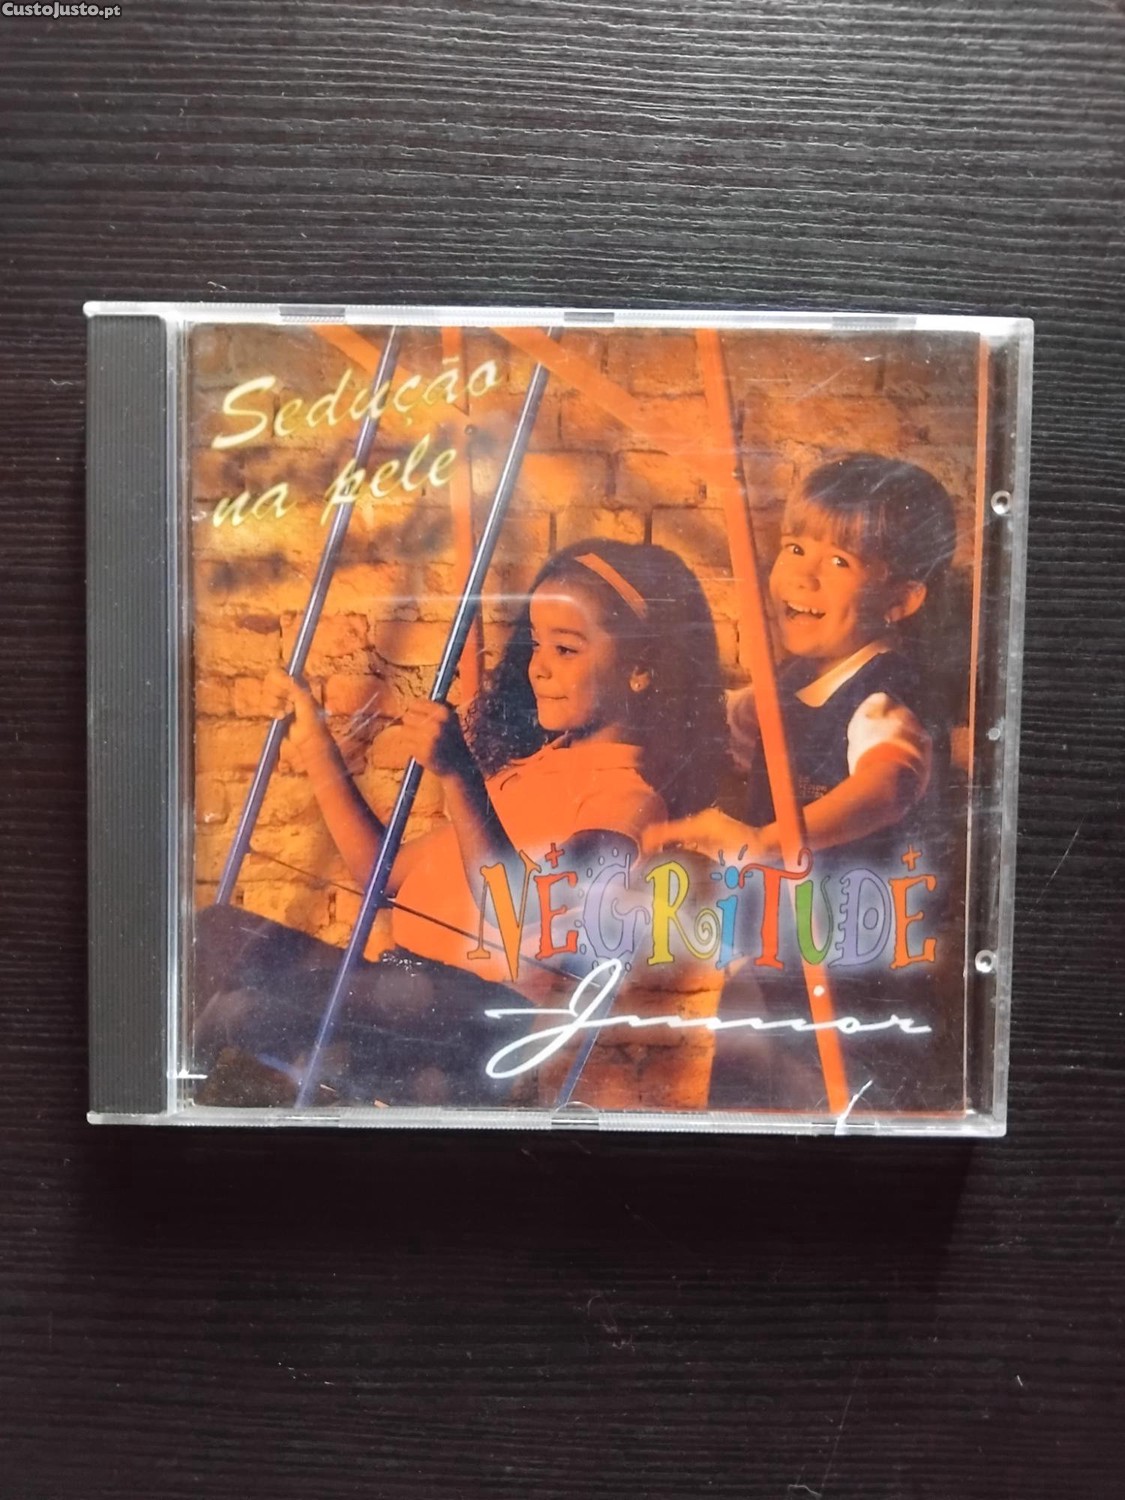 CustoJusto.pt
Sedução
na pele
NEGRiTUDE
Junior